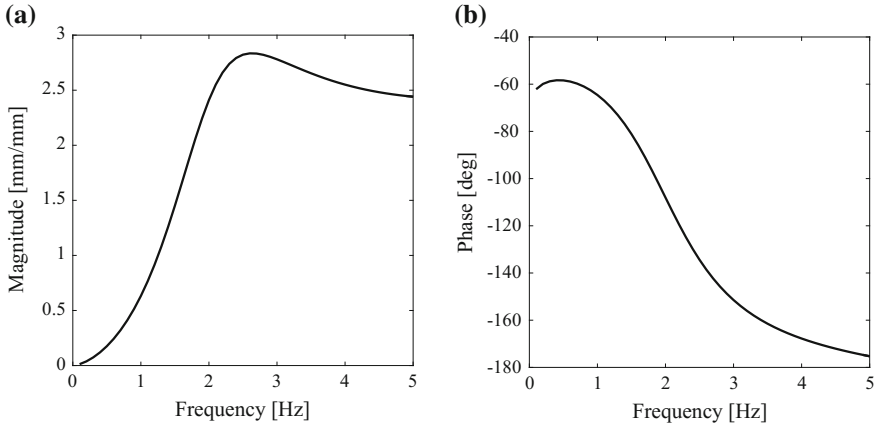 (a)
Magnitude [mm/mm]
3
2.5
2
1.5
1
0.5
0
0 1 2 3 4 5
Frequency [Hz]
(b)
Phase [deg]
-40
-60
-80
-100
-120
-140
-160
-180
0 1 2 3 4 5
Frequency [Hz]